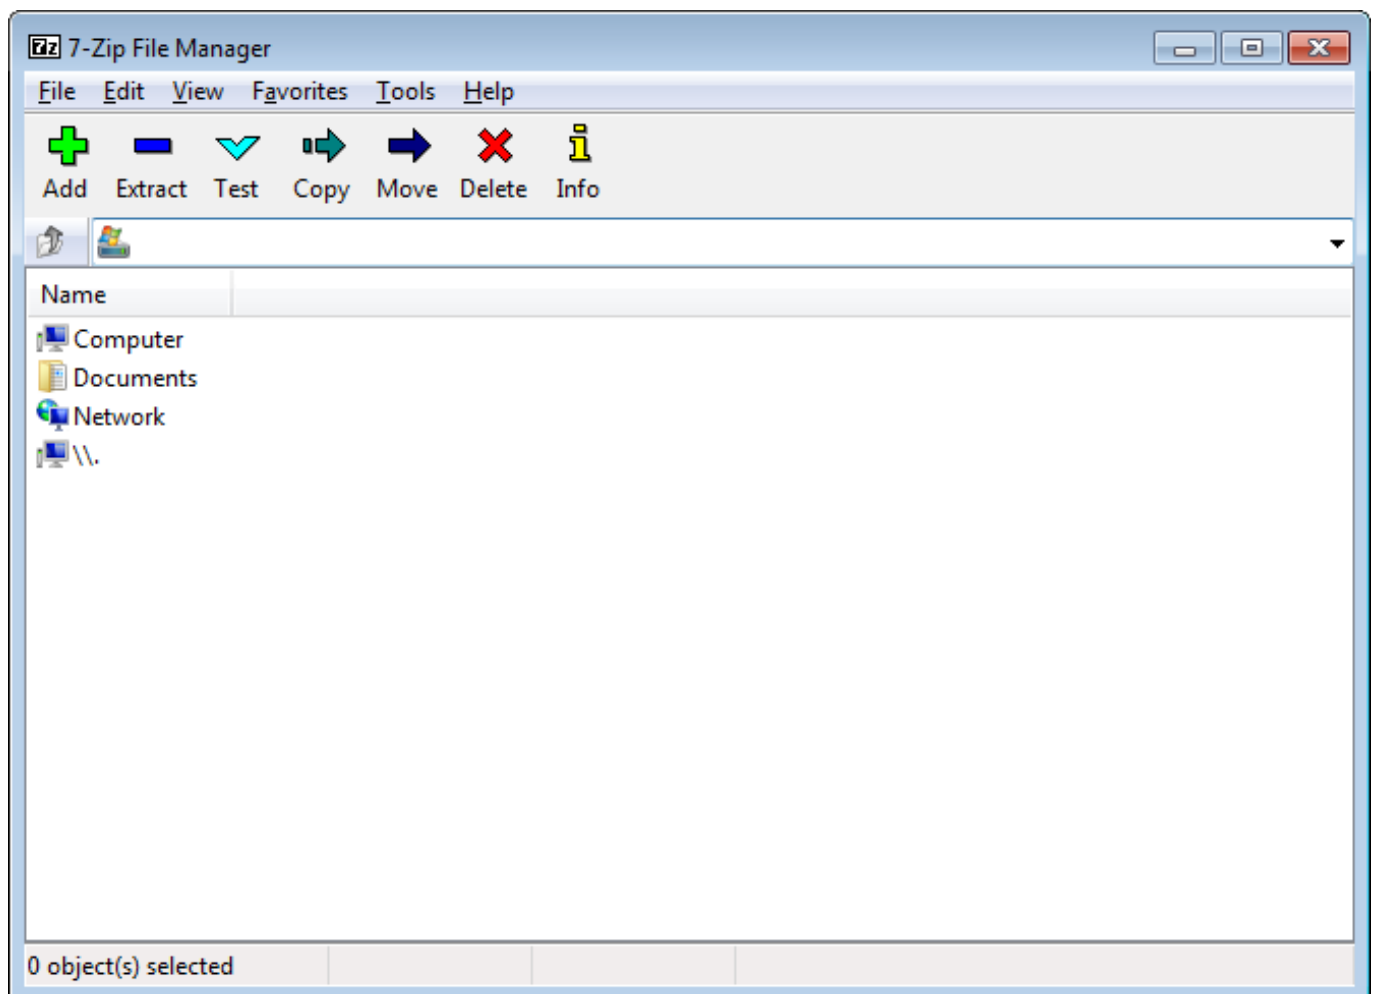 7z 7-Zip File Manager
File Edit View Favorites Tools Help
Add Extract Test Copy Move Delete Info
Name
Computer
Documents
Network
\\.
0 object(s) selected